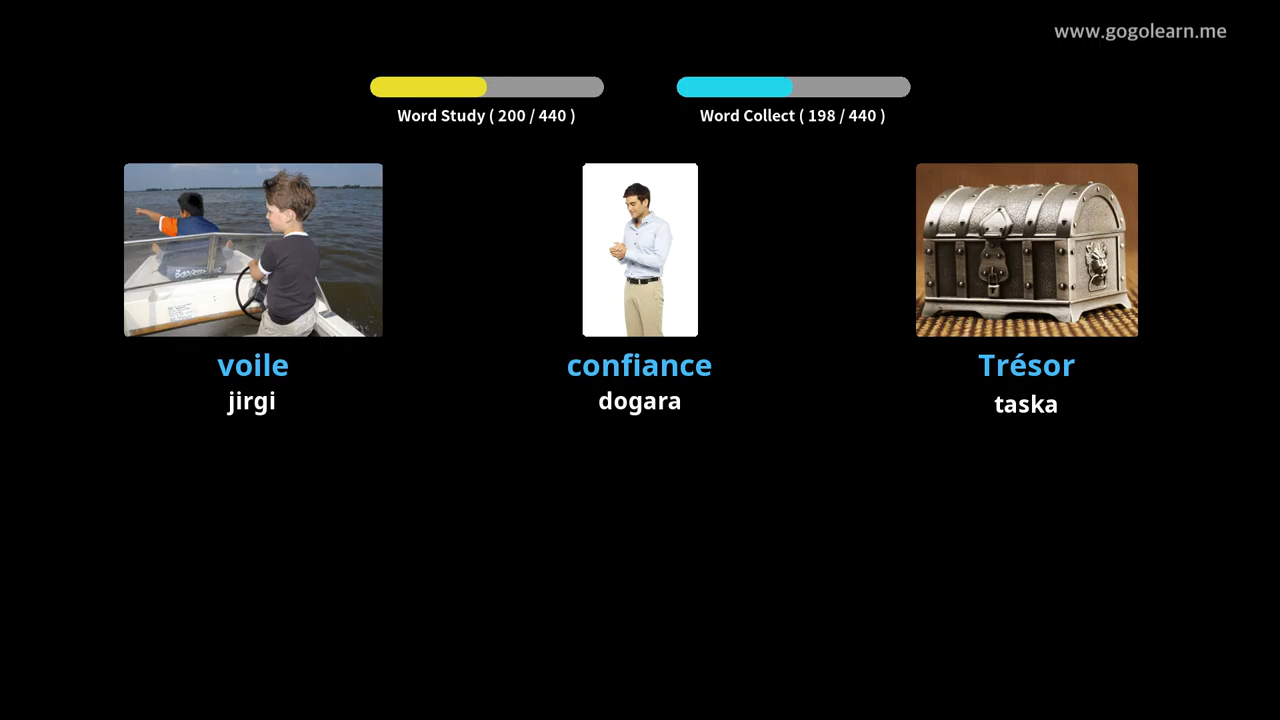 www.gogolearn.me
Word Study ( 200 / 440 )
Word Collect ( 198 / 440 )
voile
jirgi
confiance
dogara
Trésor
taska